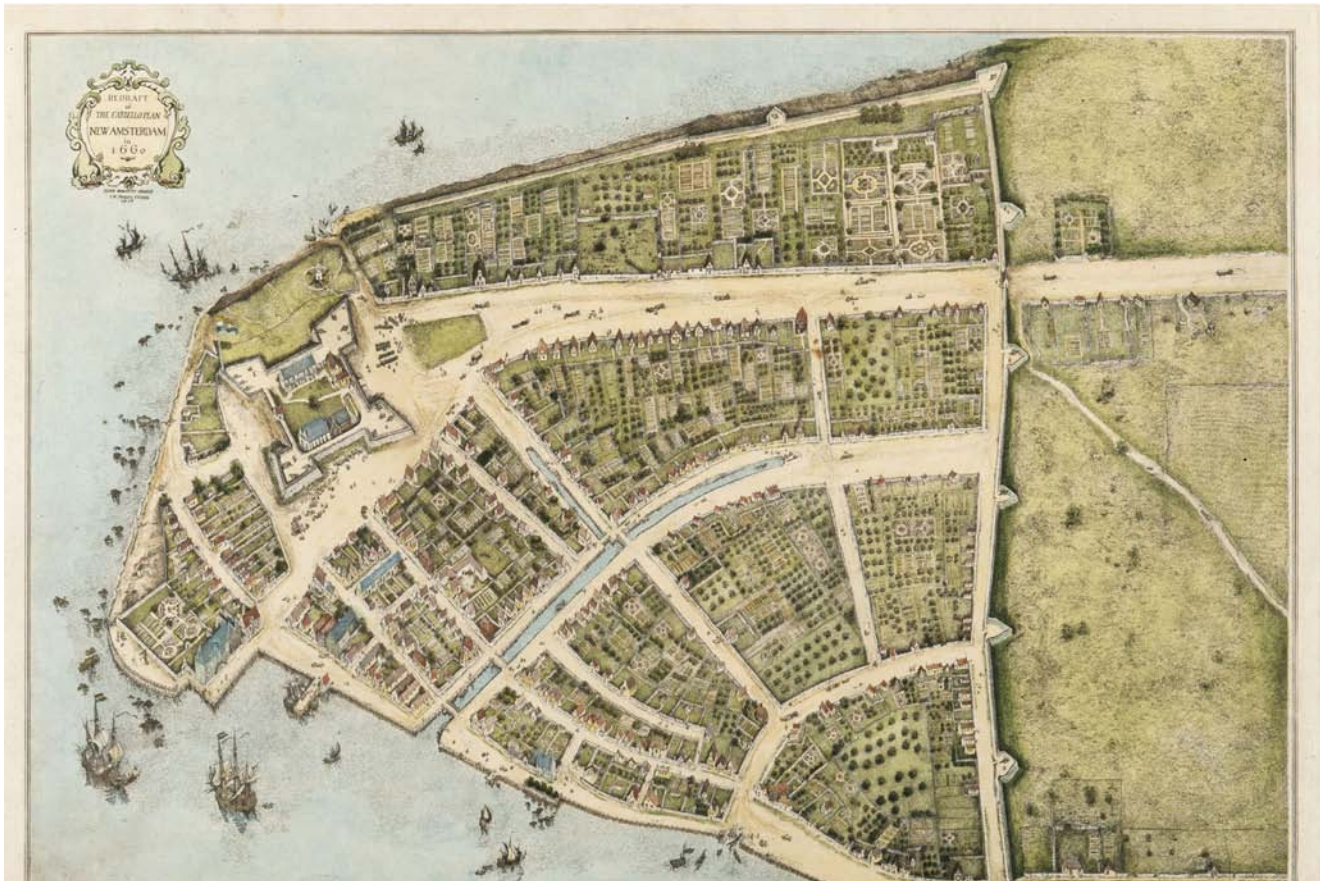 REDRAFT
of
THE CASTELLO PLAN
NEW AMSTERDAM
in
1660